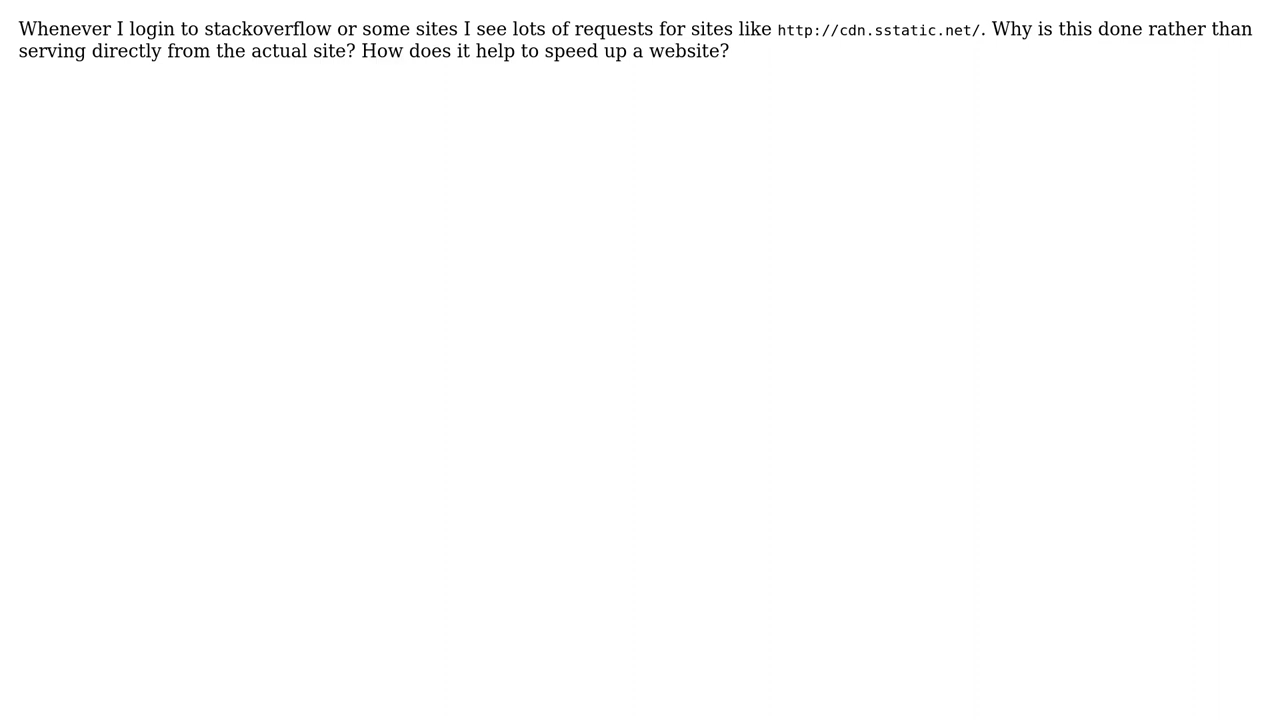 Whenever I login to stackoverflow or some sites I see lots of requests for sites like http://cdn.sstatic.net/. Why is this done rather than
serving directly from the actual site? How does it help to speed up a website?